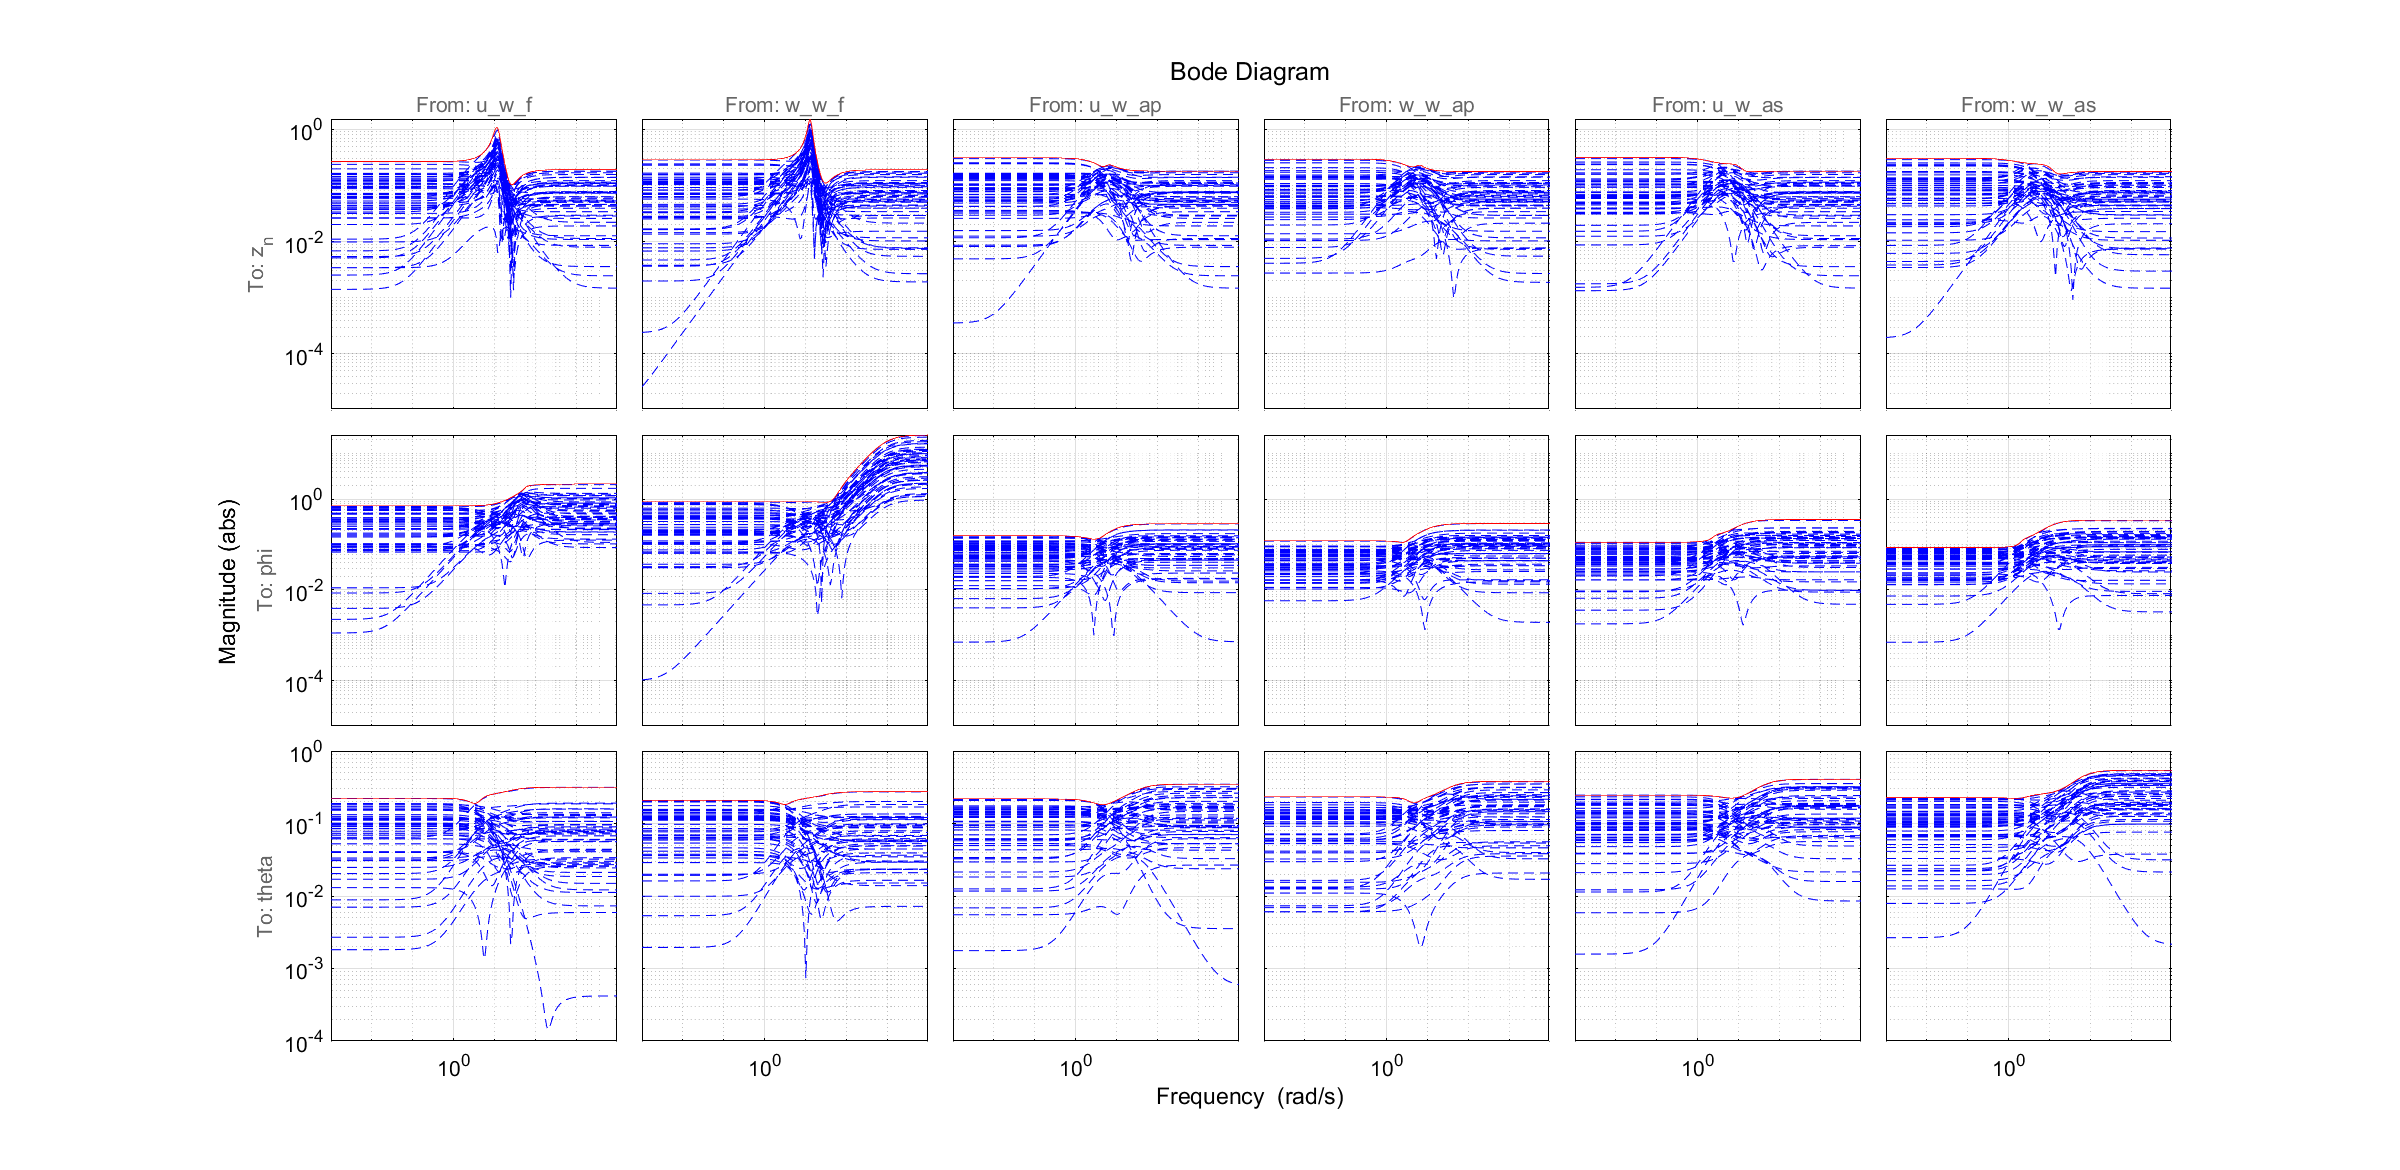 Bode Diagram
From: u_w_f
From: w_w_f
From: u_w_ap
From: w_w_ap
From: u_w_as
From: w_w_as
Magnitude (abs)
To: z_n
10^0
10^-2
10^-4
To: phi
10^0
10^-2
10^-4
To: theta
10^0
10^-1
10^-2
10^-3
10^-4
10^0
10^0
10^0
10^0
10^0
10^0
Frequency (rad/s)